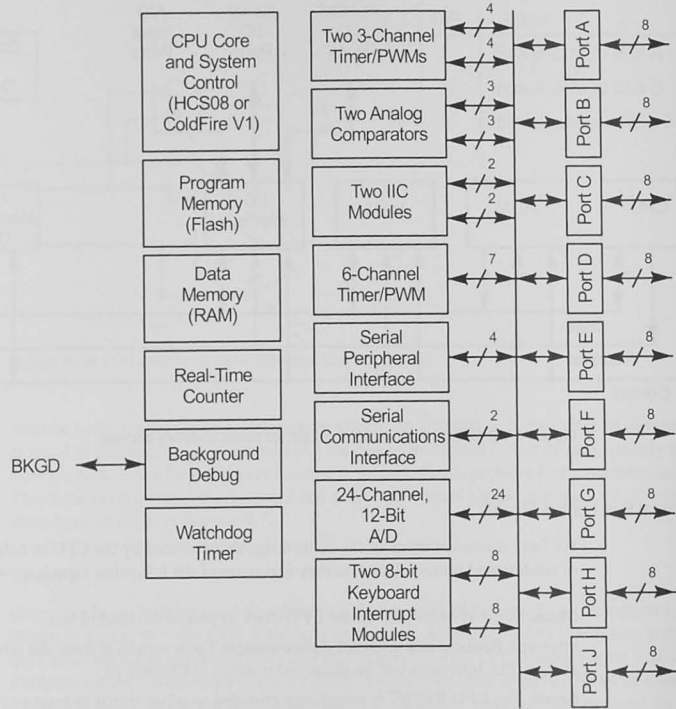 CPU Core
and System
Control
(HCS08 or
ColdFire V1)
Program
Memory
(Flash)
Data
Memory
(RAM)
Real-Time
Counter
BKGD
Background
Debug
Watchdog
Timer
Two 3-Channel
Timer/PWMs
4
4
Two Analog
Comparators
3
3
Two IIC
Modules
2
2
6-Channel
Timer/PWM
7
Serial
Peripheral
Interface
4
Serial
Communications
Interface
2
24-Channel,
12-Bit
A/D
24
Two 8-bit
Keyboard
Interrupt
Modules
8
8
Port A
8
Port B
8
Port C
8
Port D
8
Port E
8
Port F
8
Port G
8
Port H
8
Port J
8